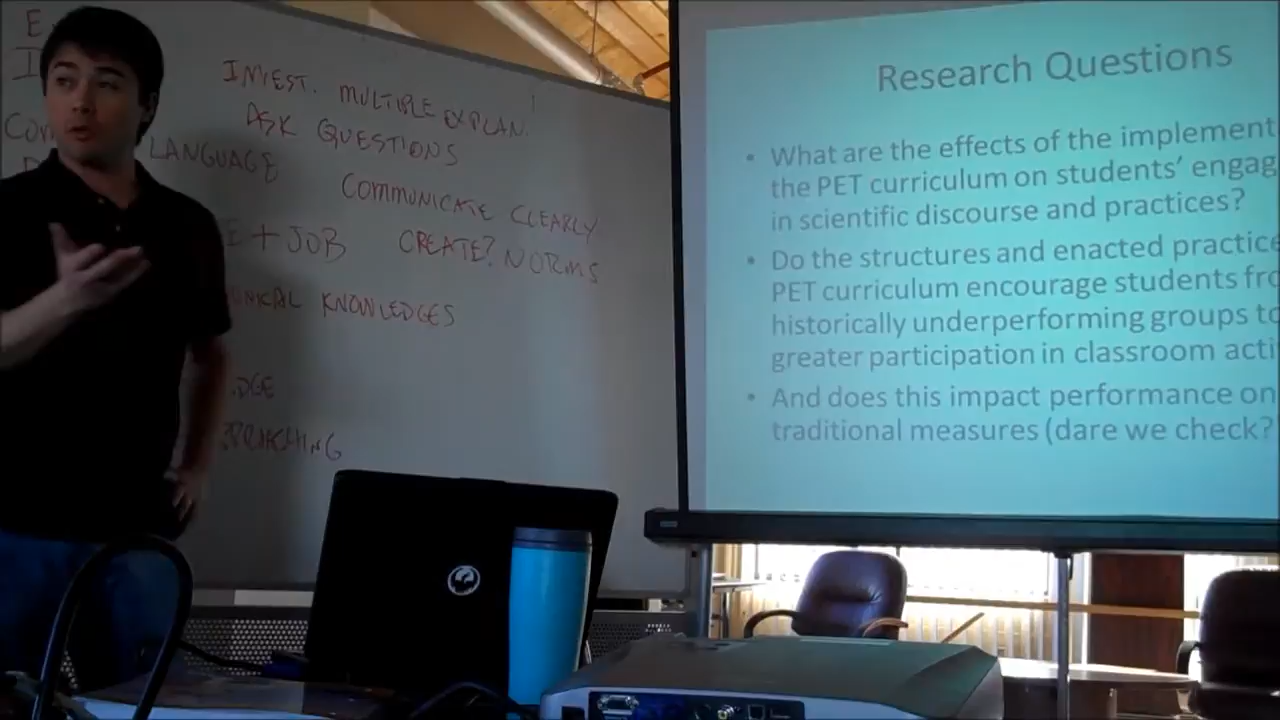 E
I
INVEST. MULTIPLE EXPLAN.
ASK QUESTIONS
LANGUAGE
COMMUNICATE CLEARLY
E + JOB
CREATE? NORMS
KNOWLEDGES
Research Questions
• What are the effects of the implement
the PET curriculum on students’ engag
in scientific discourse and practices?
• Do the structures and enacted practice
PET curriculum encourage students fro
historically underperforming groups to
greater participation in classroom acti
• And does this impact performance on
traditional measures (dare we check?